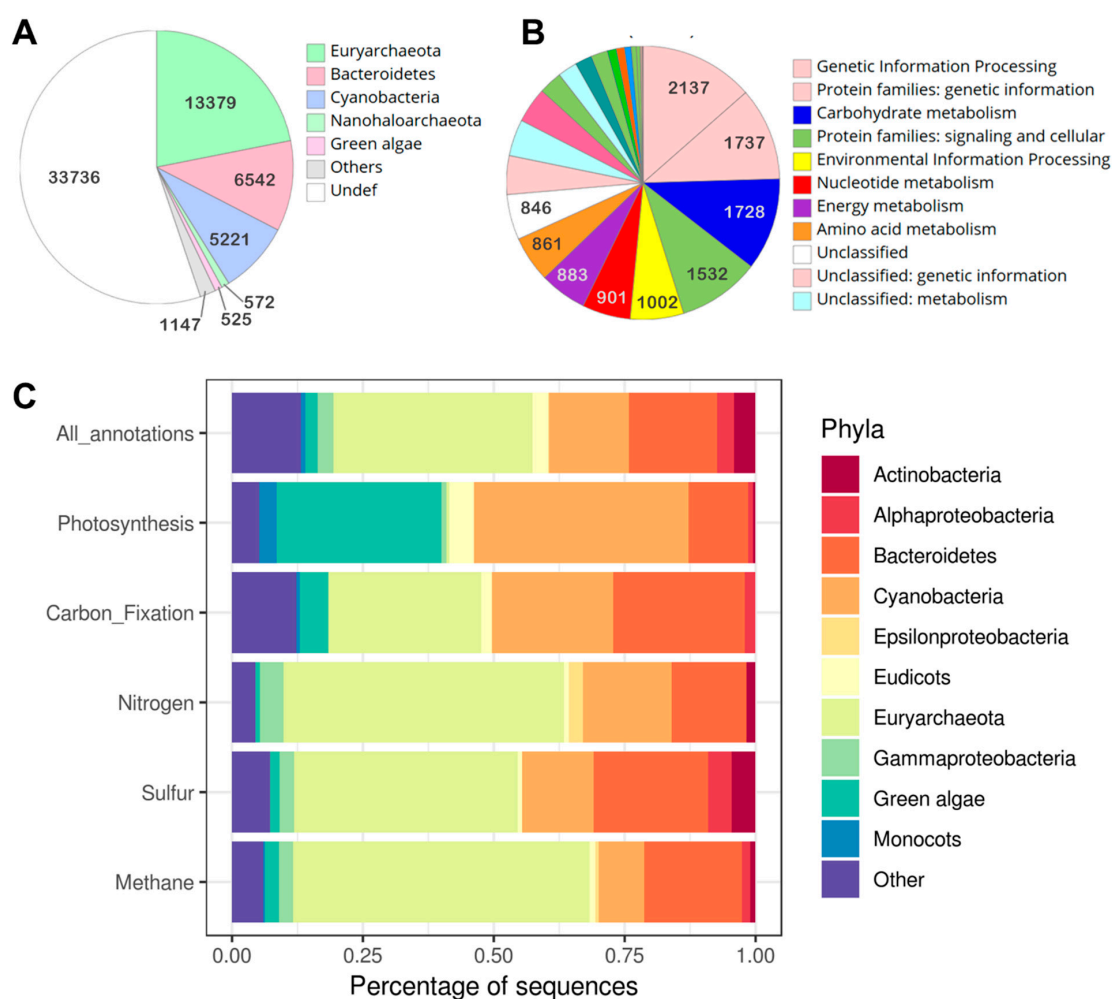 A
33736
13379
6542
5221
572
525
1147
Euryarchaeota
Bacteroidetes
Cyanobacteria
Nanohaloarchaeota
Green algae
Others
Undef
B
2137
1737
1728
1532
1002
901
883
861
846
Genetic Information Processing
Protein families: genetic information
Carbohydrate metabolism
Protein families: signaling and cellular
Environmental Information Processing
Nucleotide metabolism
Energy metabolism
Amino acid metabolism
Unclassified
Unclassified: genetic information
Unclassified: metabolism
C
All_annotations
Photosynthesis
Carbon_Fixation
Nitrogen
Sulfur
Methane
0.00 0.25 0.50 0.75 1.00
Percentage of sequences
Phyla
Actinobacteria
Alphaproteobacteria
Bacteroidetes
Cyanobacteria
Epsilonproteobacteria
Eudicots
Euryarchaeota
Gammaproteobacteria
Green algae
Monocots
Other